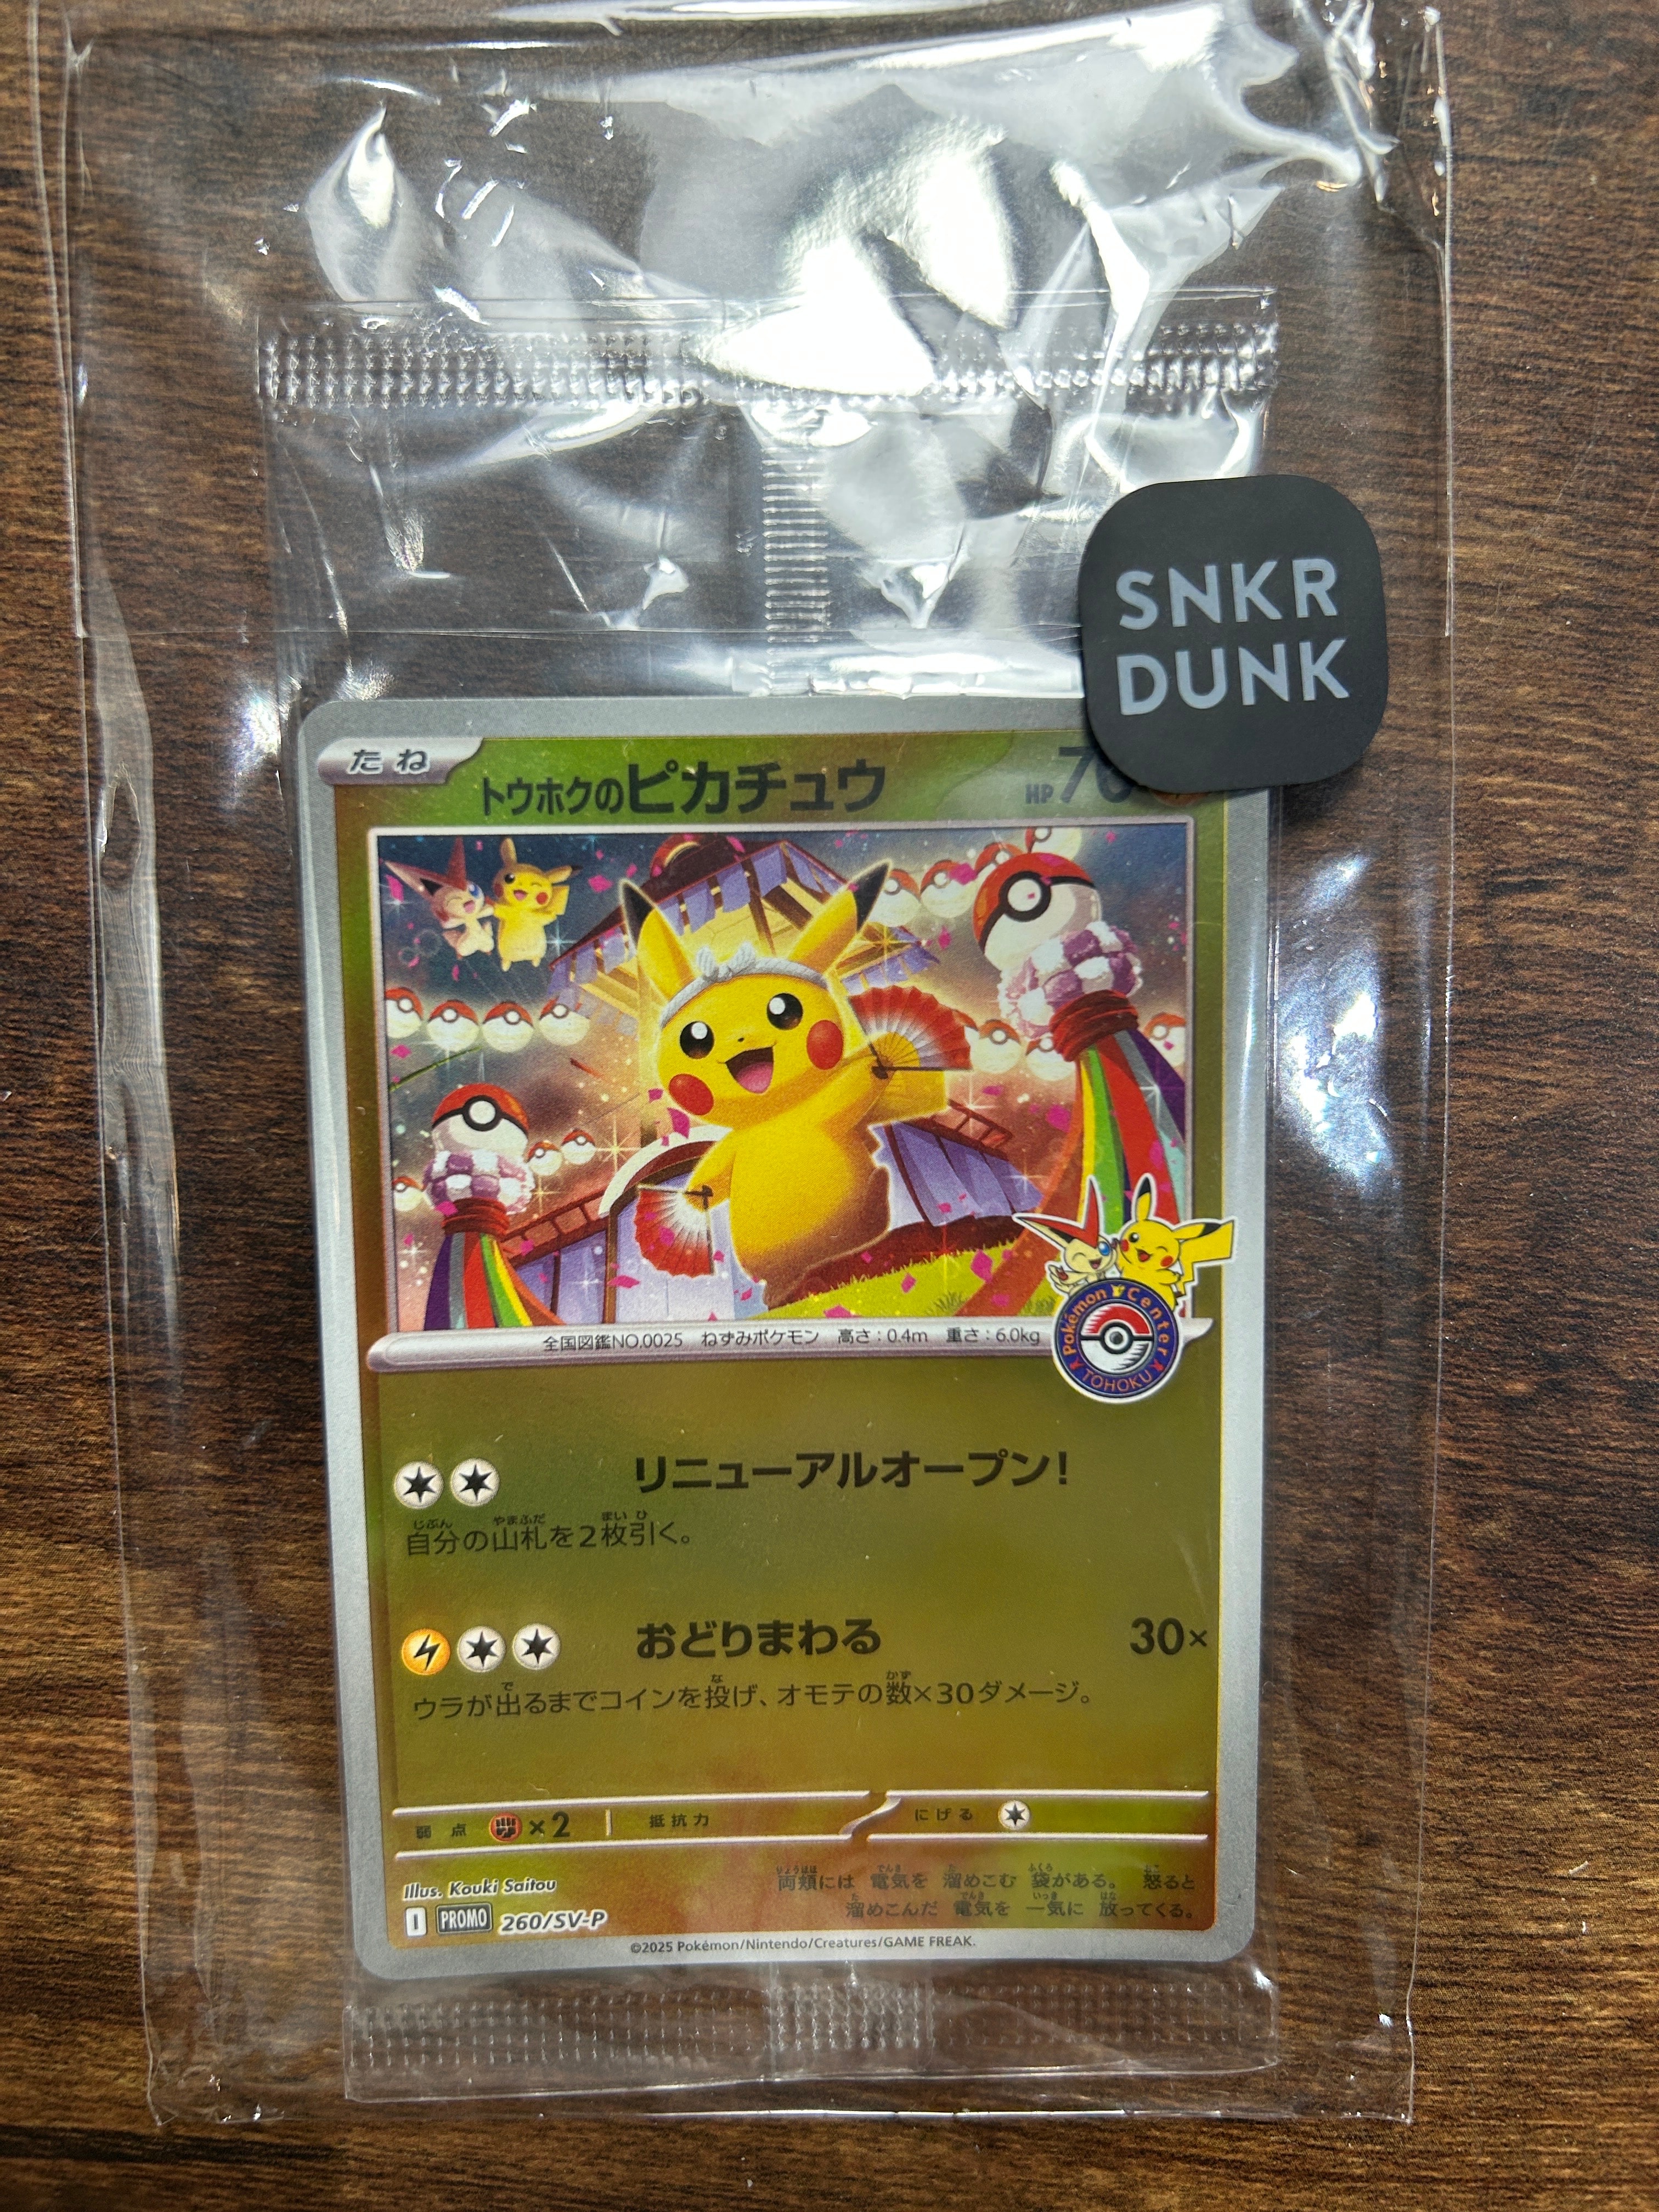 SNKR
DUNK
たね
トウホクのピカチュウ
HP 70
Pokémon Center
TOHOKU
全国図鑑NO.0025 ねずみポケモン 高さ:0.4m 重さ:6.0kg
リニューアルオープン!
自分の山札を2枚引く。
おどりまわる 30×
ウラが出るまでコインを投げ、オモテの数×30ダメージ。
弱点 ×2 抵抗力 にげる
Illus. Kouki Saitou
両頬には 電気を 溜めこむ 袋がある。 怒ると
溜めこんだ 電気を 一気に 放ってくる。
I PROMO 260/SV-P
©2025 Pokémon/Nintendo/Creatures/GAME FREAK.